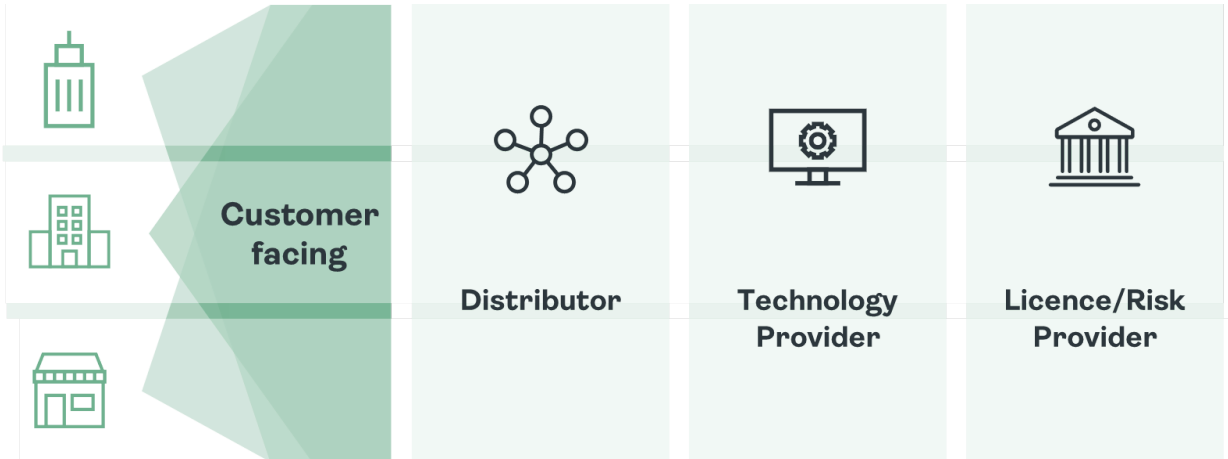 Customer
facing
Distributor
Technology
Provider
Licence/Risk
Provider